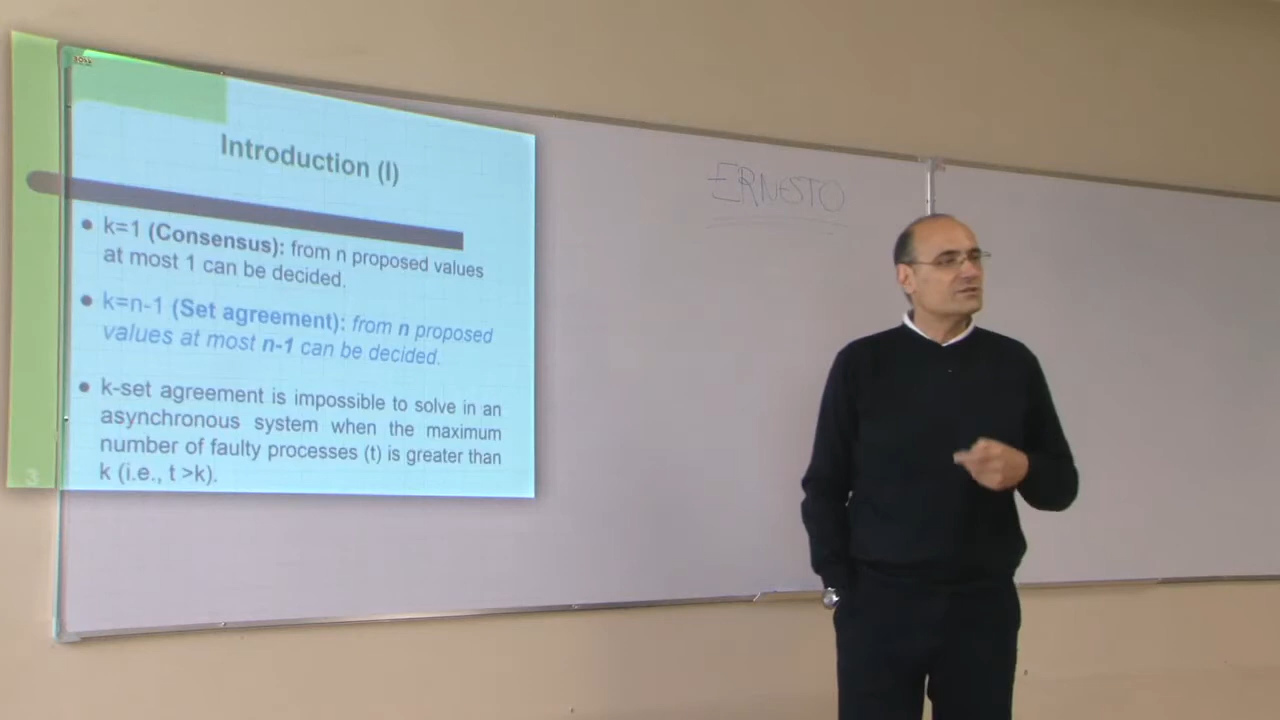 Introduction (I)
• k=1 (Consensus): from n proposed values
at most 1 can be decided.
• k=n-1 (Set agreement): from n proposed
values at most n-1 can be decided.
• k-set agreement is impossible to solve in an
asynchronous system when the maximum
number of faulty processes (t) is greater than
k (i.e., t >k).
3
ERNESTO